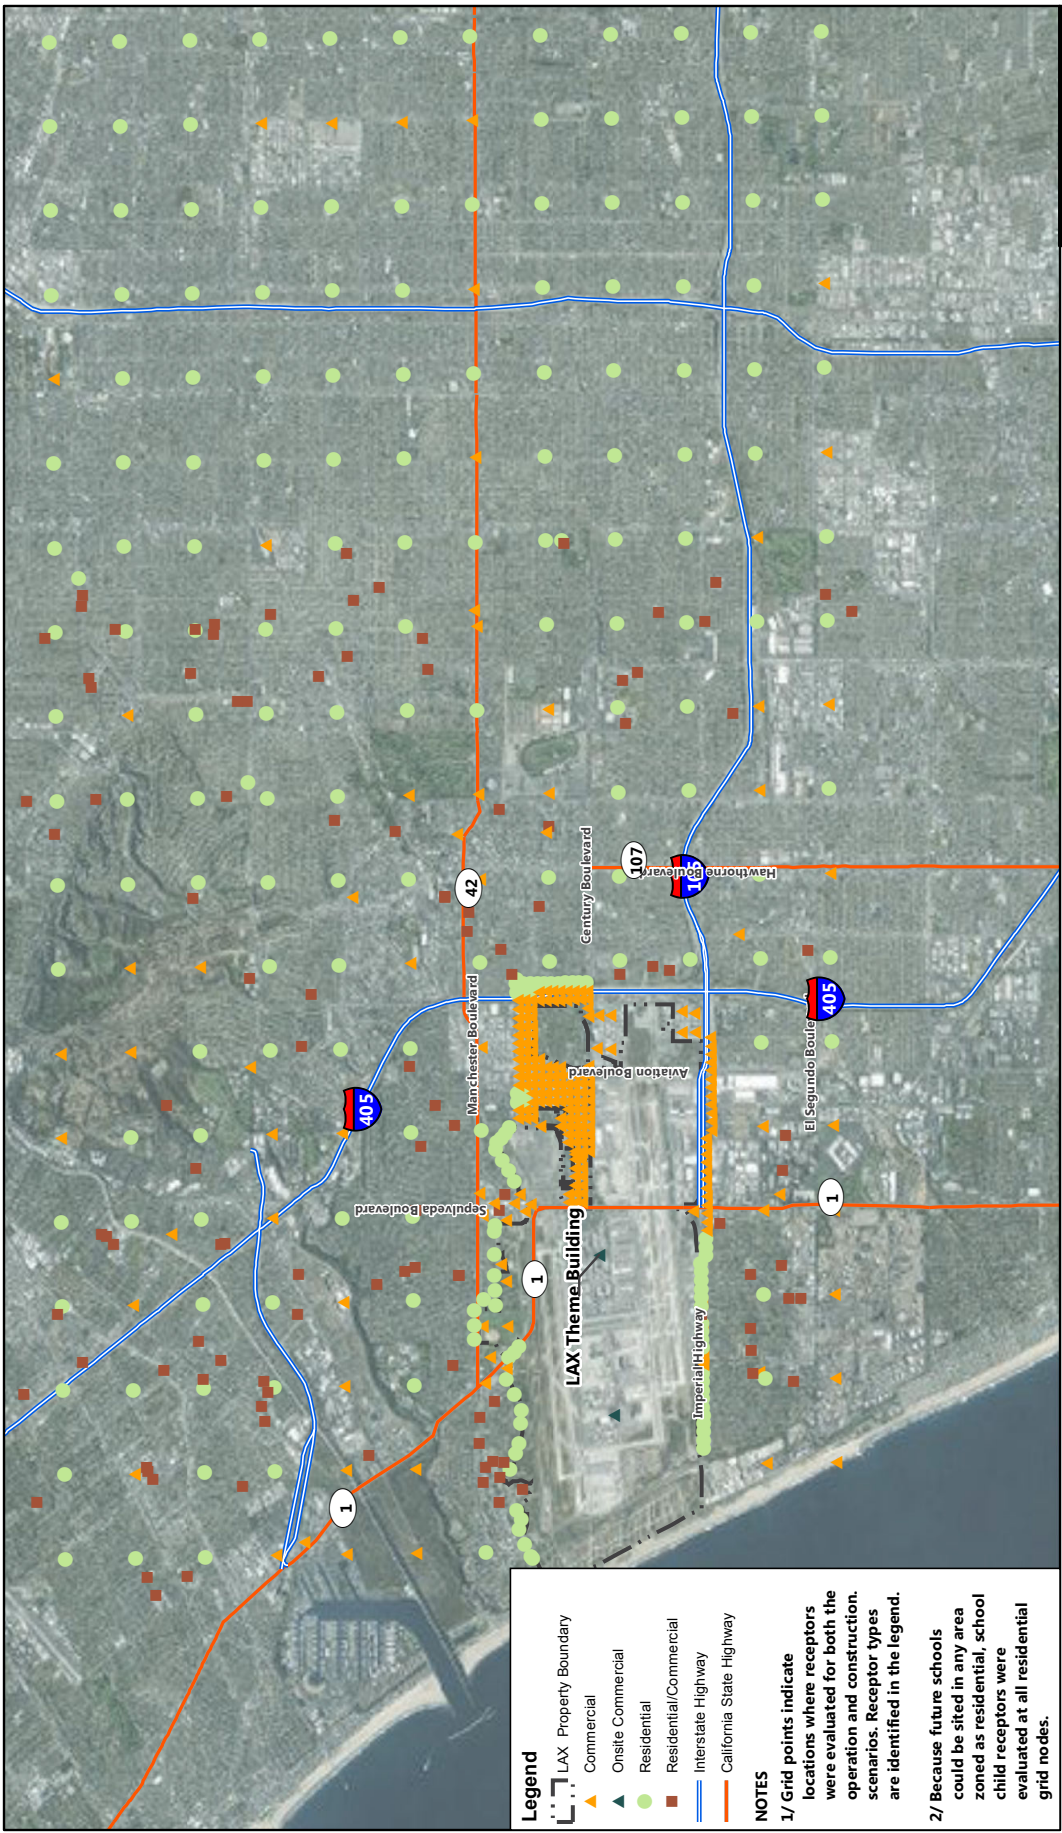 Manchester Boulevard
Century Boulevard
Hawthorne Boulevard
Aviation Boulevard
El Segundo Boule
Sepulveda Boulevard
Imperial Highway
LAX Theme Building
42
107
405
405
1
1
1
Legend
LAX Property Boundary
Commercial
Onsite Commercial
Residential
Residential/Commercial
Interstate Highway
California State Highway
NOTES
1/ Grid points indicate
locations where receptors
were evaluated for both the
operation and construction.
scenarios. Receptor types
are identified in the legend.
2/ Because future schools
could be sited in any area
zoned as residential, school
child receptors were
evaluated at all residential
grid nodes.